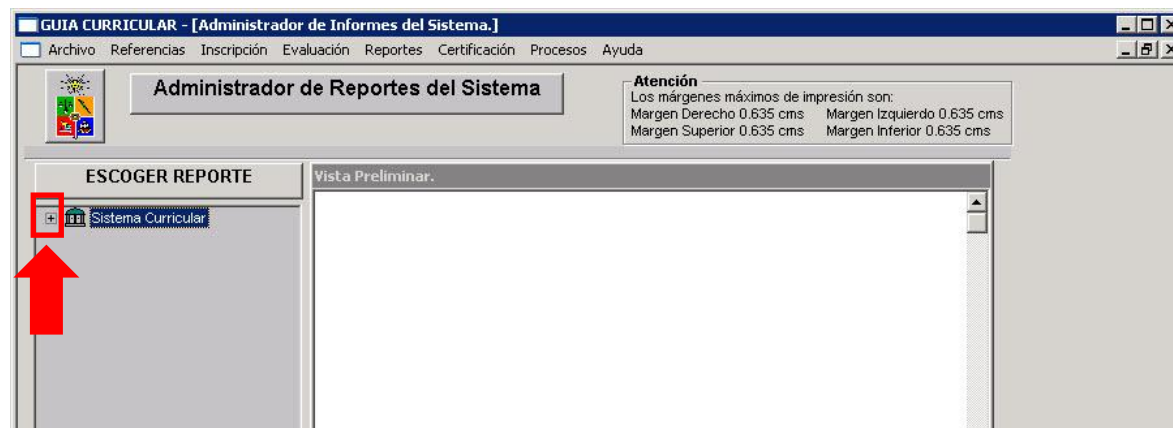 GUIA CURRICULAR - [Administrador de Informes del Sistema.]
Archivo Referencias Inscripción Evaluación Reportes Certificación Procesos Ayuda
Administrador de Reportes del Sistema
Atención
Los márgenes máximos de impresión son:
Margen Derecho 0.635 cms Margen Izquierdo 0.635 cms
Margen Superior 0.635 cms Margen Inferior 0.635 cms
ESCOGER REPORTE
Vista Preliminar.
Sistema Curricular